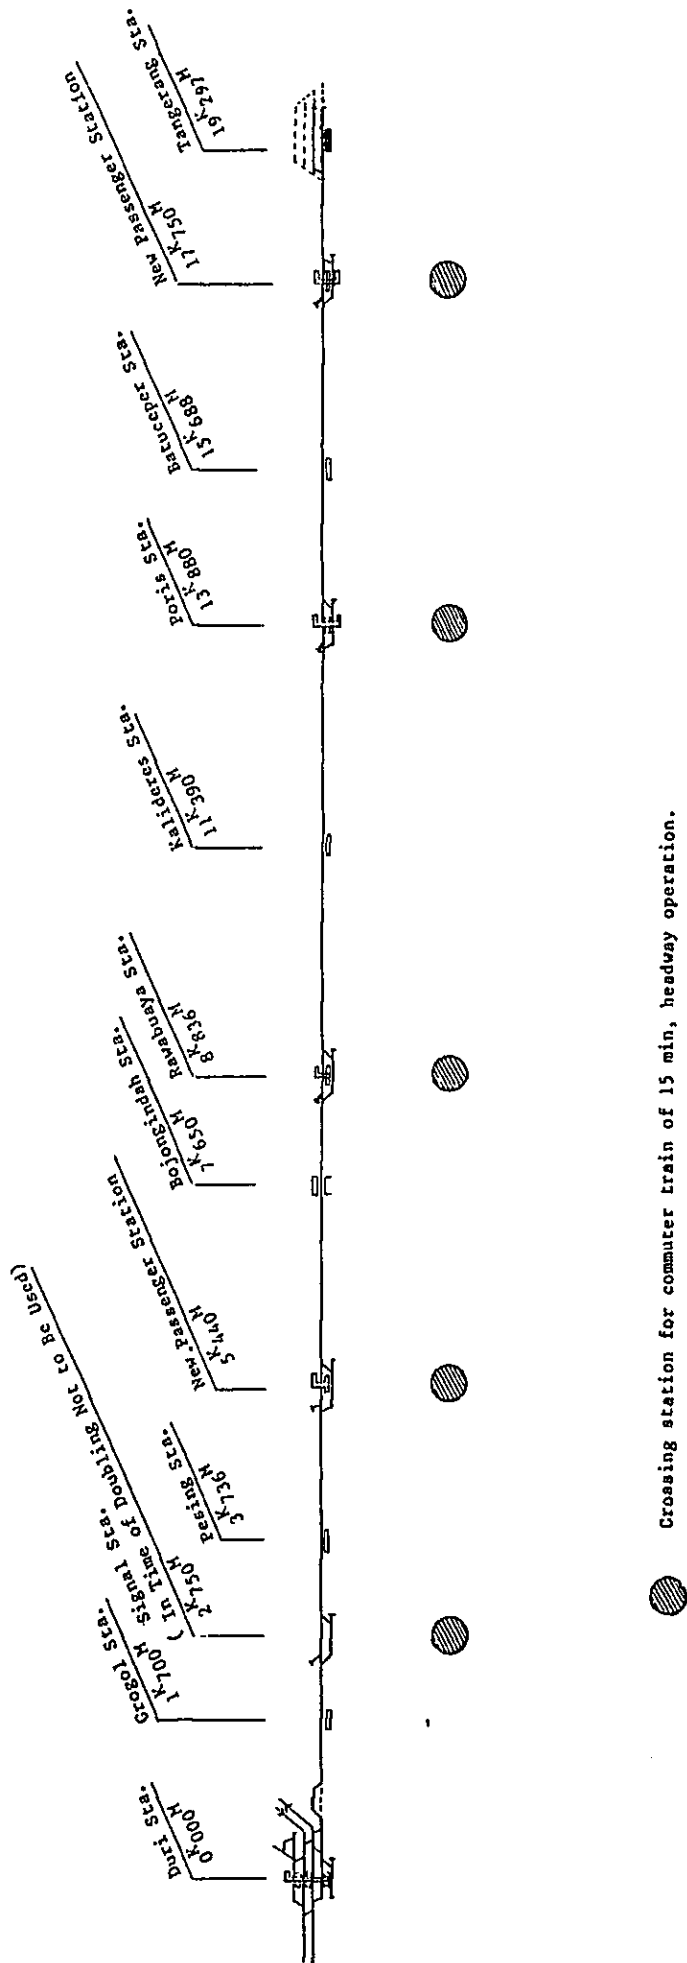 Duri Sta.
0K000M
Grogol Sta.
1K700M
Signal Sta.
( In Time of Doubling Not to Be Used)
2K750M
Pesing Sta.
3K736M
New Passenger Station
5K440M
Bojongindah Sta.
7K650M
Rawabuaya Sta.
8K836M
Kalideres Sta.
11K390M
Poris Sta.
13K880M
Batuceper Sta.
15K688M
New Passenger Station
17K750M
Tangerang Sta.
19K297M
Crossing station for commuter train of 15 min, headway operation.